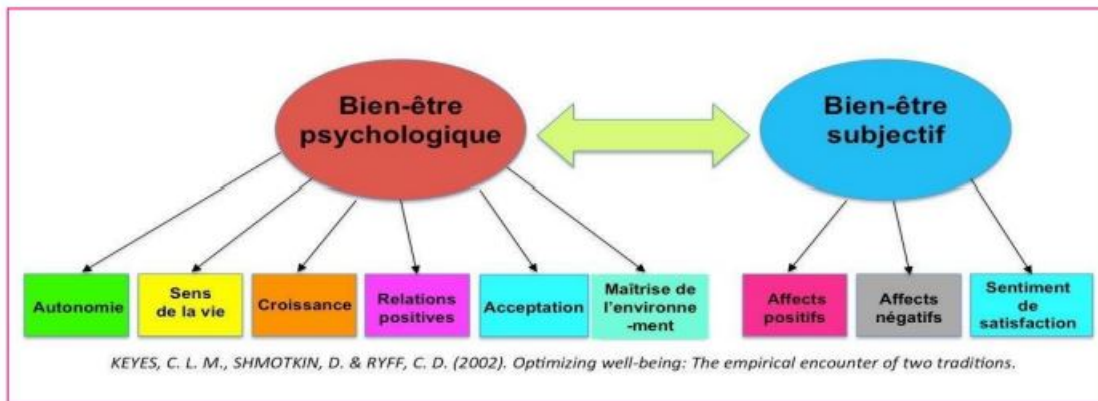 Bien-être
psychologique
Bien-être
subjectif
Autonomie
Sens
de la vie
Croissance
Relations
positives
Acceptation
Maîtrise de
l'environne
-ment
Affects
positifs
Affects
négatifs
Sentiment
de
satisfaction
KEYES, C. L. M., SHMOTKIN, D. & RYFF, C. D. (2002). Optimizing well-being: The empirical encounter of two traditions.